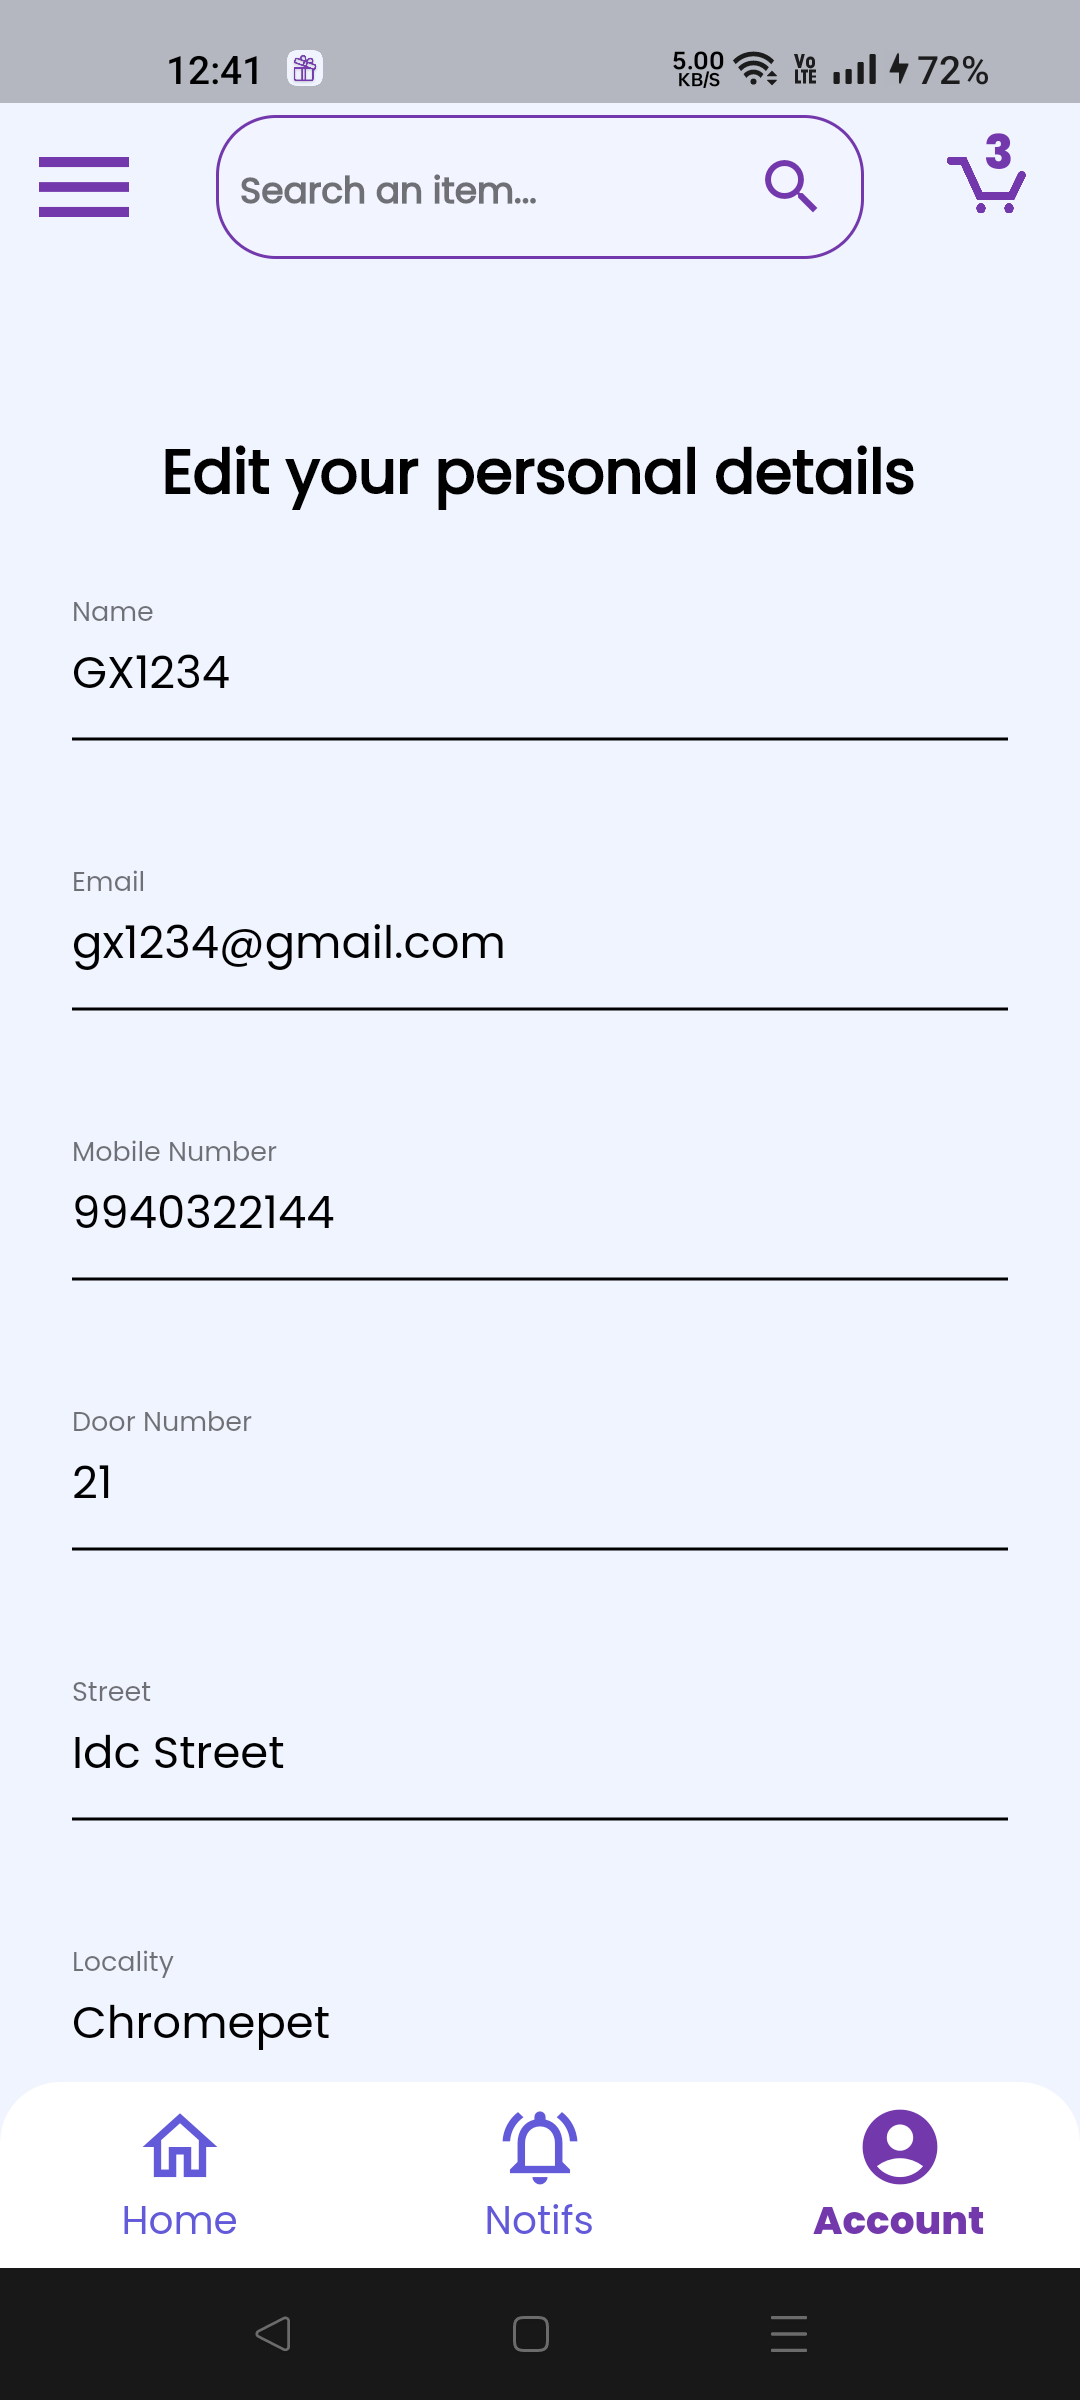 12:41
5.00
KB/S
Vo
LTE
72%
Search an item...
3
Edit your personal details
Name
GX1234
Email
gx1234@gmail.com
Mobile Number
9940322144
Door Number
21
Street
Idc Street
Locality
Chromepet
Home
Notifs
Account